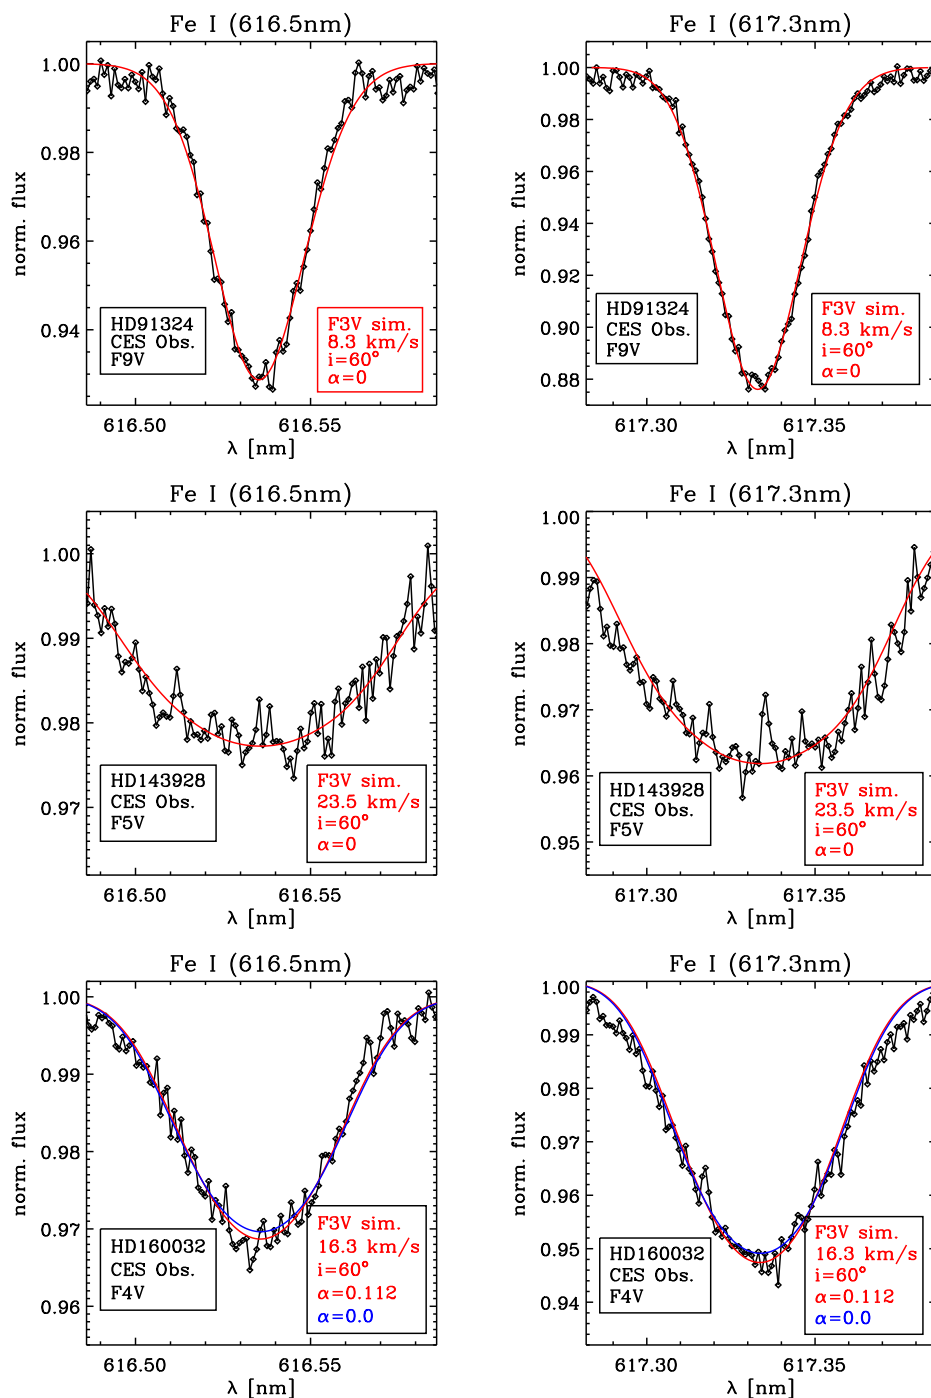 Fe I (616.5nm)
1.00
0.98
0.96
0.94
norm. flux
HD91324
CES Obs.
F9V
F3V sim.
8.3 km/s
i=60°
α=0
616.50
616.55
λ [nm]
Fe I (617.3nm)
1.00
0.98
0.96
0.94
0.92
0.90
0.88
norm. flux
HD91324
CES Obs.
F9V
F3V sim.
8.3 km/s
i=60°
α=0
617.30
617.35
λ [nm]
Fe I (616.5nm)
1.00
0.99
0.98
0.97
norm. flux
HD143928
CES Obs.
F5V
F3V sim.
23.5 km/s
i=60°
α=0
616.50
616.55
λ [nm]
Fe I (617.3nm)
1.00
0.99
0.98
0.97
0.96
0.95
norm. flux
HD143928
CES Obs.
F5V
F3V sim.
23.5 km/s
i=60°
α=0
617.30
617.35
λ [nm]
Fe I (616.5nm)
1.00
0.99
0.98
0.97
0.96
norm. flux
HD160032
CES Obs.
F4V
F3V sim.
16.3 km/s
i=60°
α=0.112
α=0.0
616.50
616.55
λ [nm]
Fe I (617.3nm)
1.00
0.99
0.98
0.97
0.96
0.95
0.94
norm. flux
HD160032
CES Obs.
F4V
F3V sim.
16.3 km/s
i=60°
α=0.112
α=0.0
617.30
617.35
λ [nm]